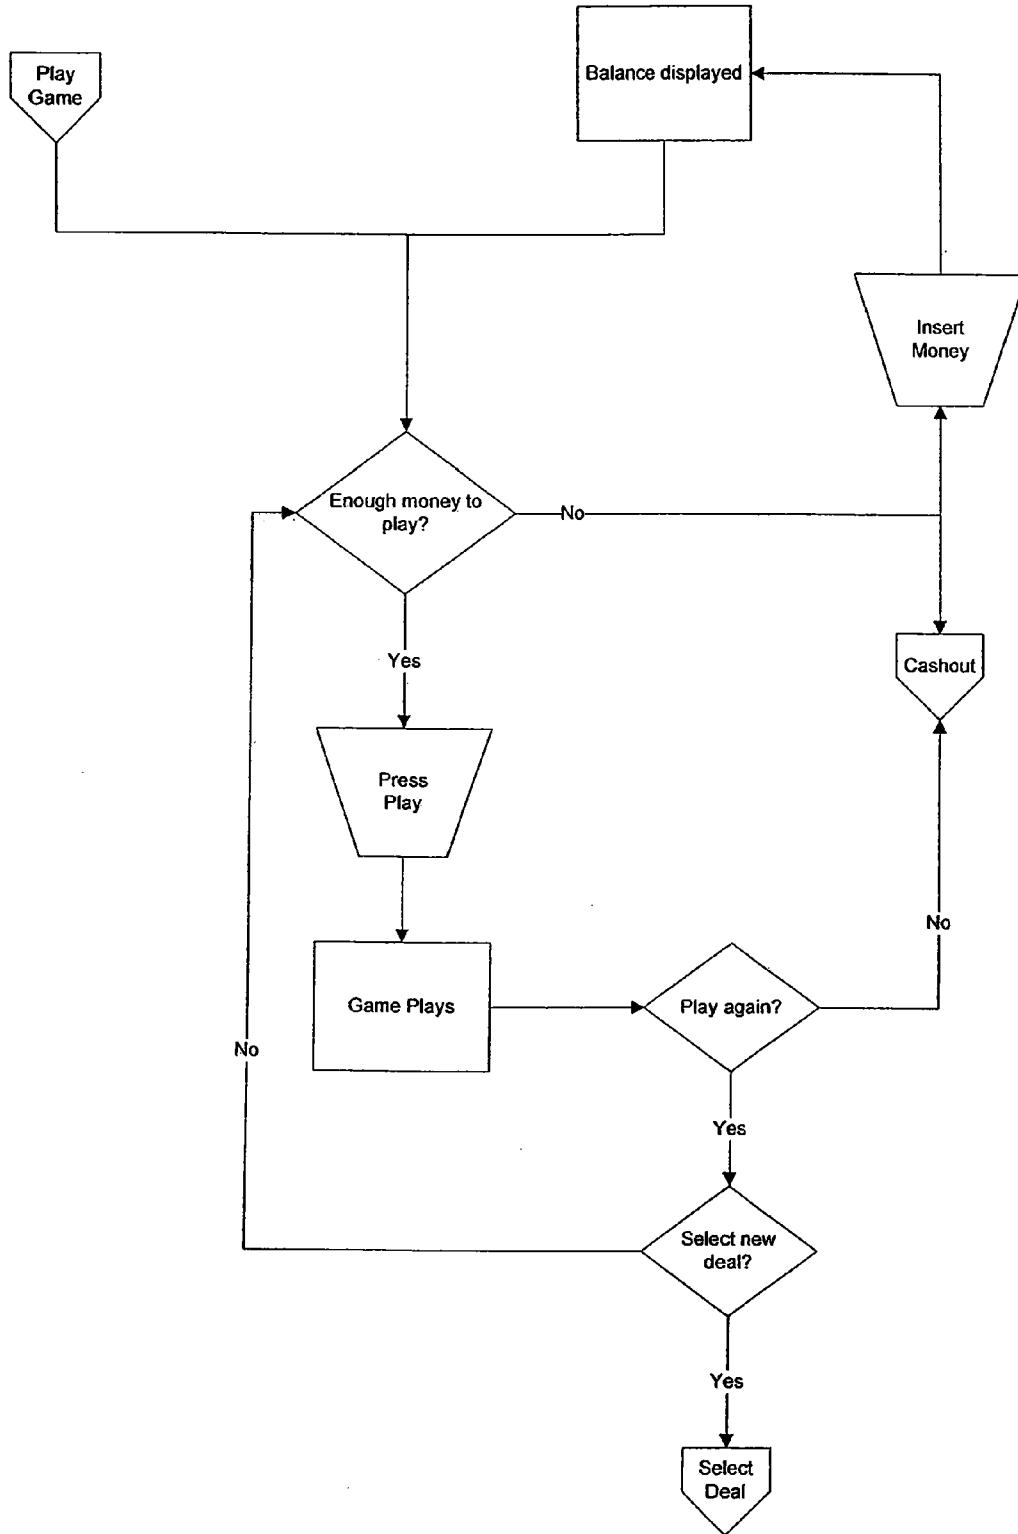 Play
Game
Balance displayed
Insert
Money
Enough money to
play?
No
Yes
Cashout
Press
Play
No
Game Plays
Play again?
No
Yes
Select new
deal?
Yes
Select
Deal